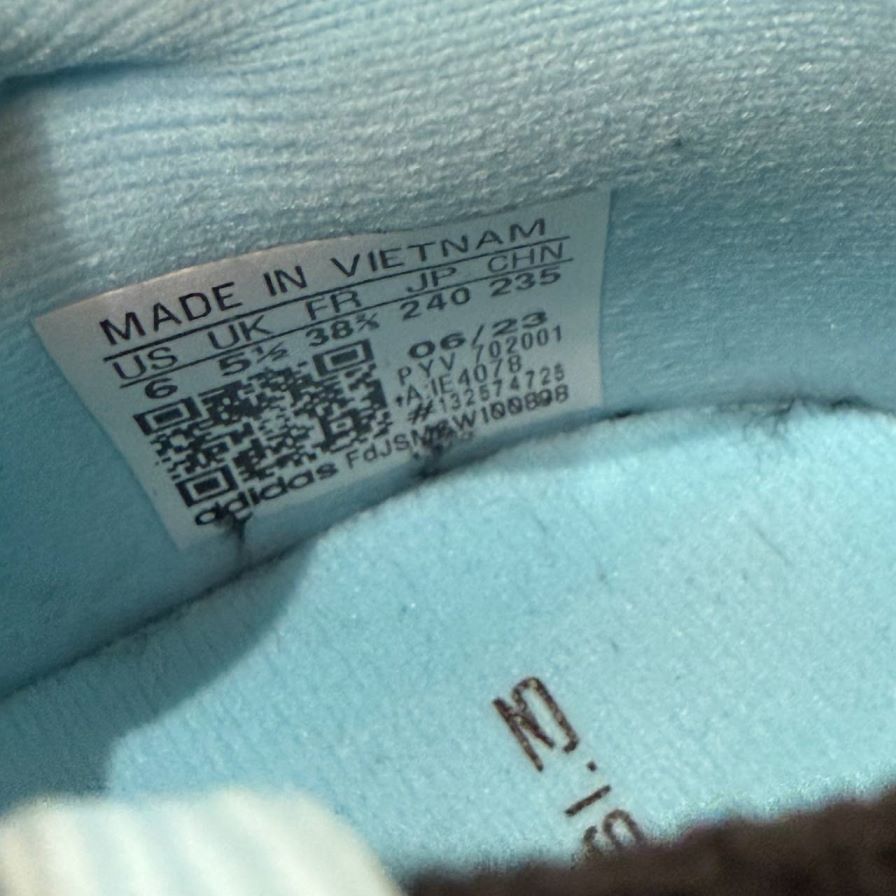 MADE IN VIETNAM
US UK FR JP CHN
6 5½ 38⅔ 240 235
06/23
PYV 702001
IE4078
#132574725
adidas